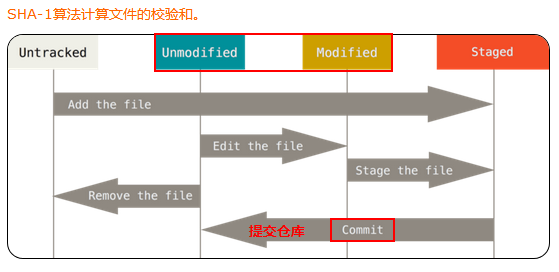 SHA-1算法计算文件的校验和。
Untracked
Unmodified
Modified
Staged
Add the file
Edit the file
Stage the file
Remove the file
提交仓库
Commit